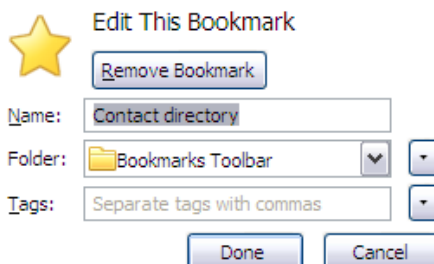 Edit This Bookmark
Remove Bookmark
Name: Contact directory
Folder: Bookmarks Toolbar
Tags: Separate tags with commas
Done Cancel